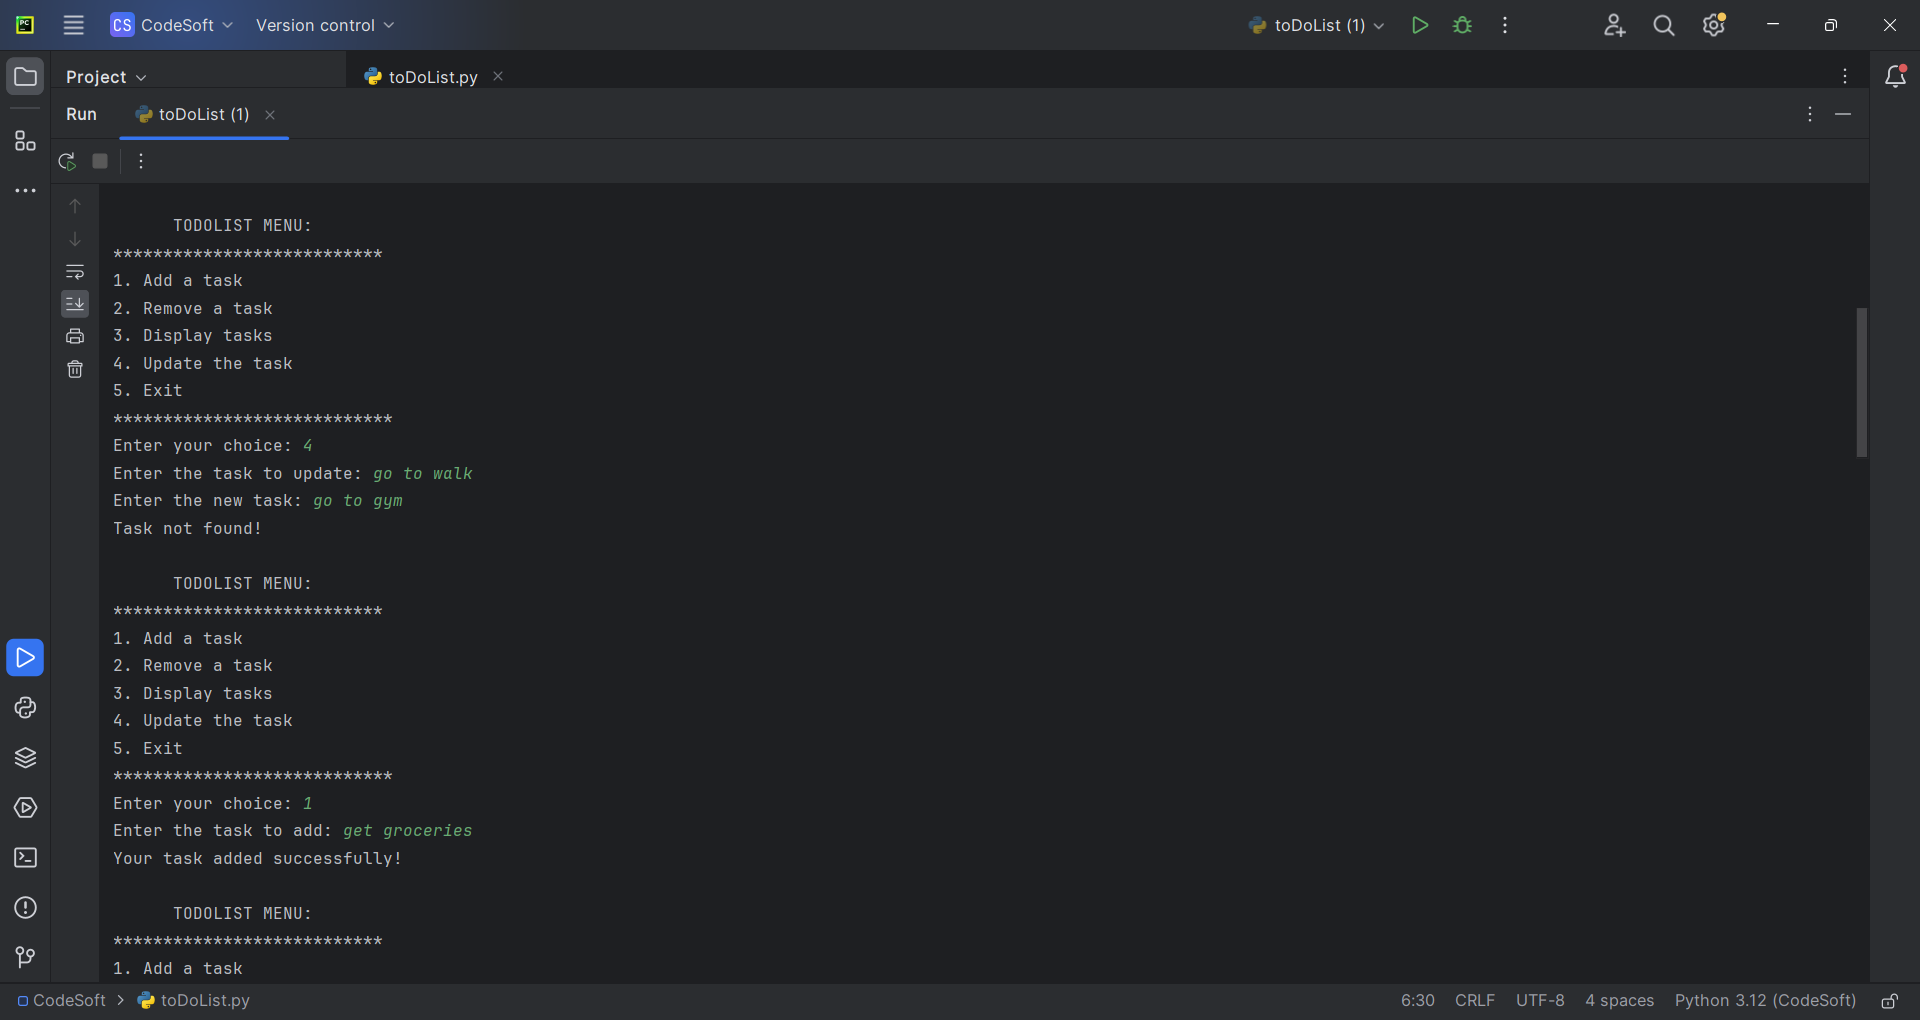 CS CodeSoft Version control toDoList (1)
Project toDoList.py
Run toDoList (1)
TODOLIST MENU:
***************************
1. Add a task
2. Remove a task
3. Display tasks
4. Update the task
5. Exit
****************************
Enter your choice: 4
Enter the task to update: go to walk
Enter the new task: go to gym
Task not found!
TODOLIST MENU:
***************************
1. Add a task
2. Remove a task
3. Display tasks
4. Update the task
5. Exit
****************************
Enter your choice: 1
Enter the task to add: get groceries
Your task added successfully!
TODOLIST MENU:
***************************
1. Add a task
CodeSoft > toDoList.py 6:30 CRLF UTF-8 4 spaces Python 3.12 (CodeSoft)